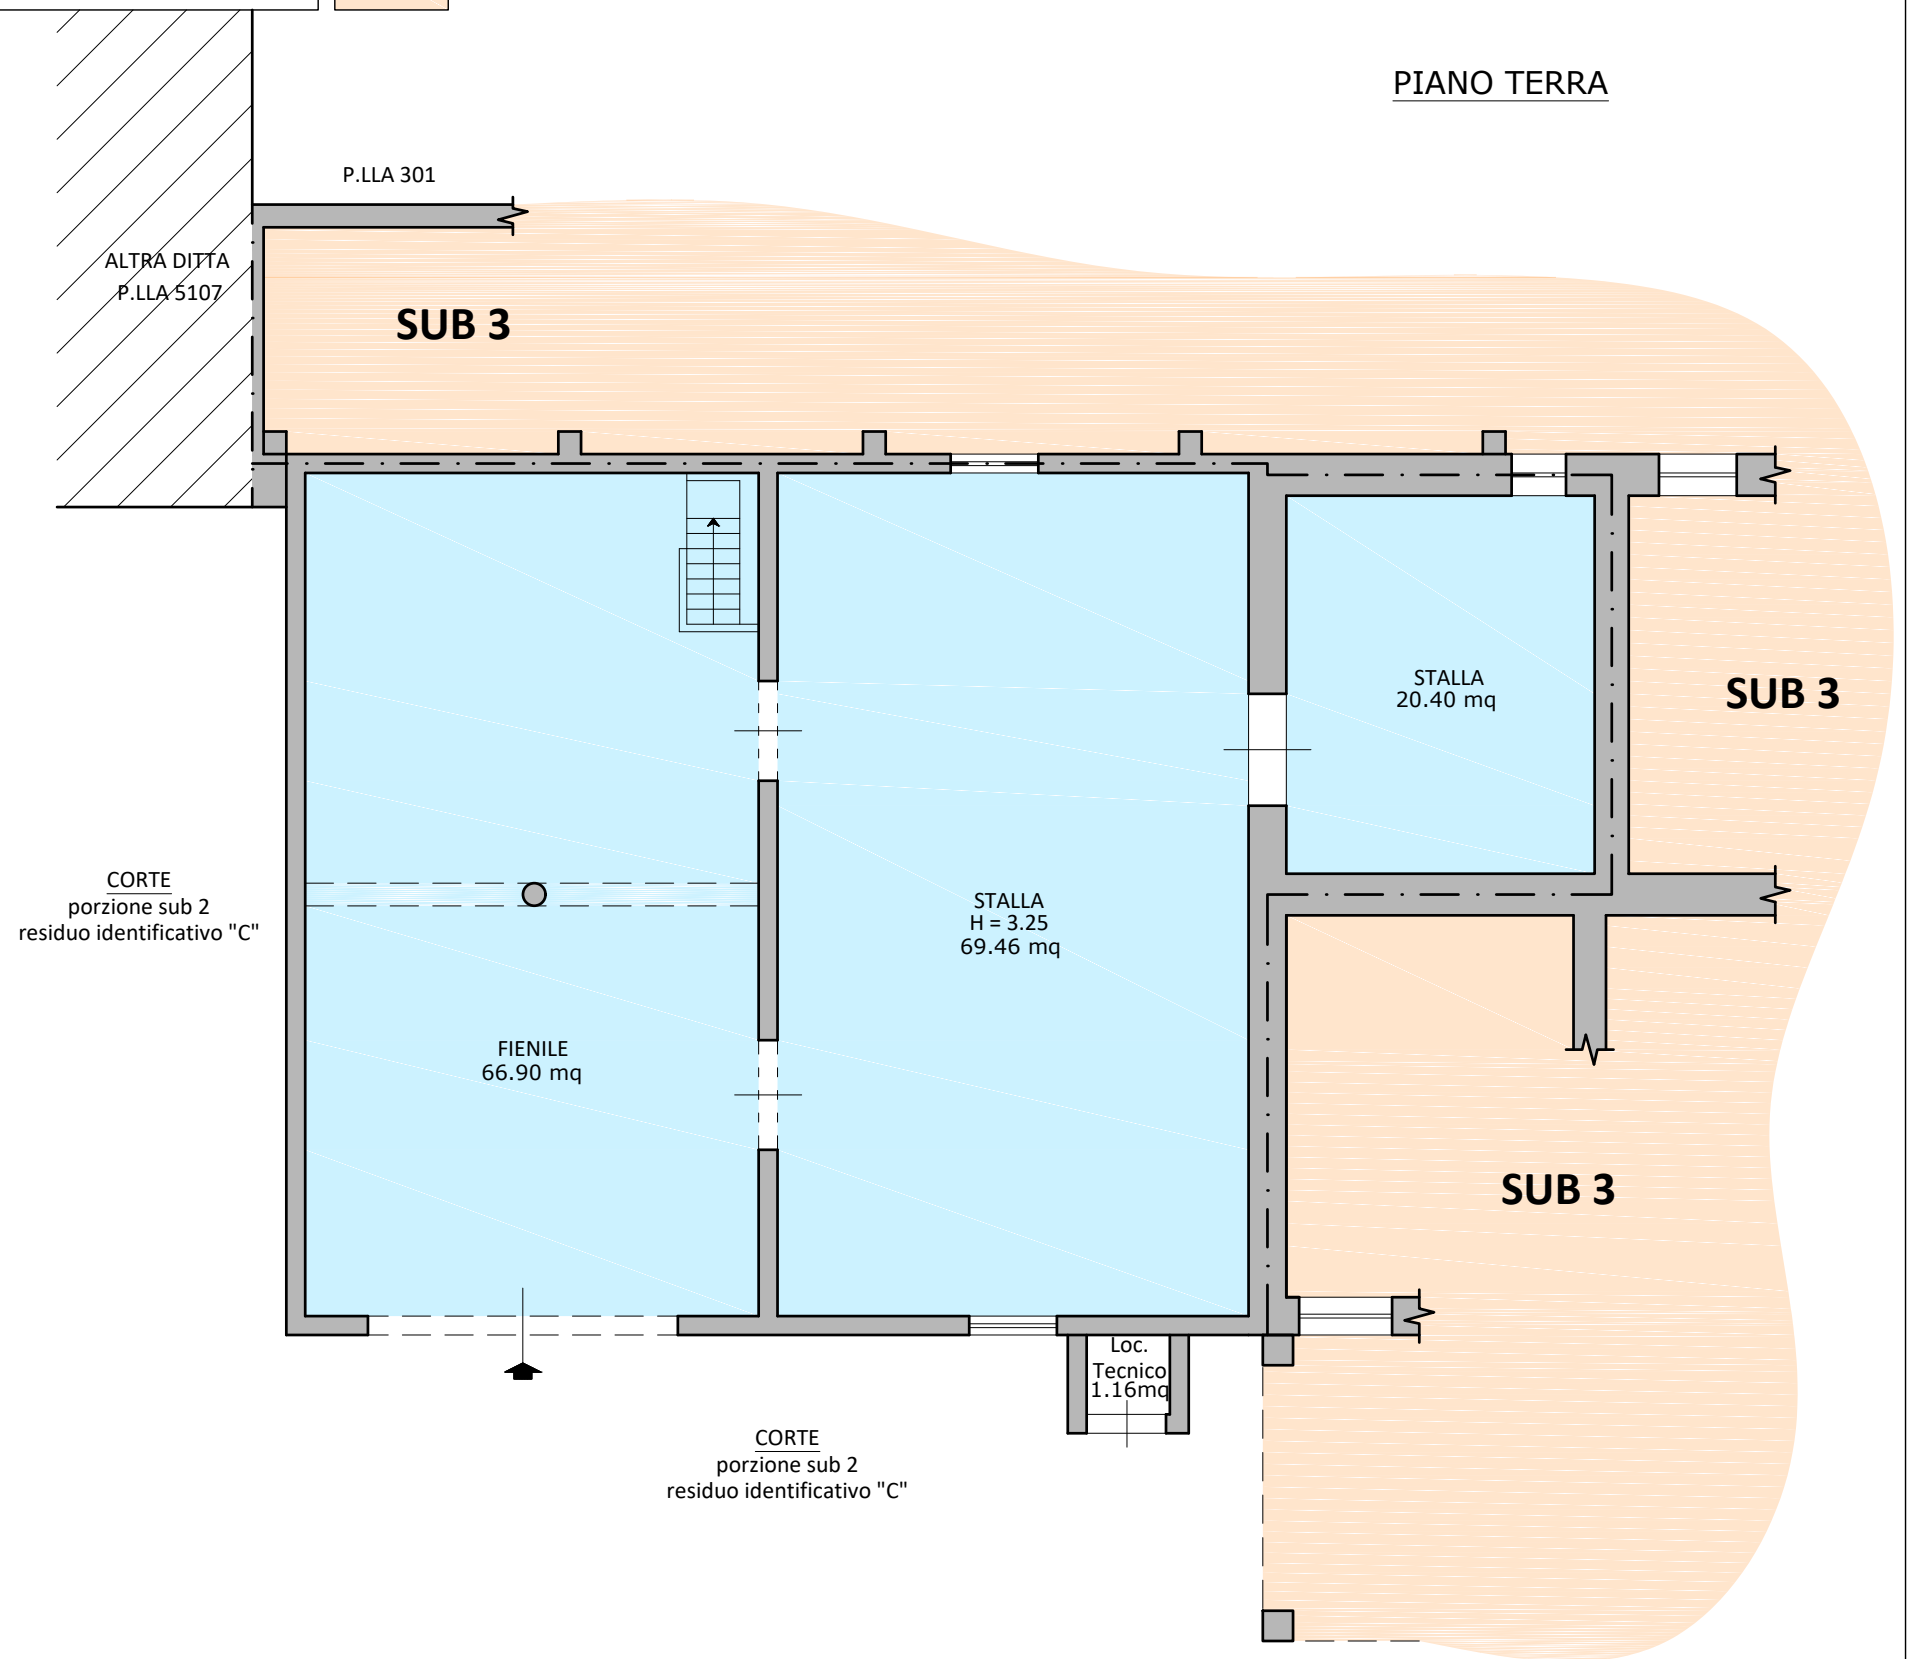 PIANO TERRA
P.LLA 301
ALTRA DITTA
P.LLA 5107
SUB 3
STALLA
20.40 mq
SUB 3
CORTE
porzione sub 2
residuo identificativo "C"
STALLA
H = 3.25
69.46 mq
FIENILE
66.90 mq
SUB 3
Loc.
Tecnico
1.16mq
CORTE
porzione sub 2
residuo identificativo "C"